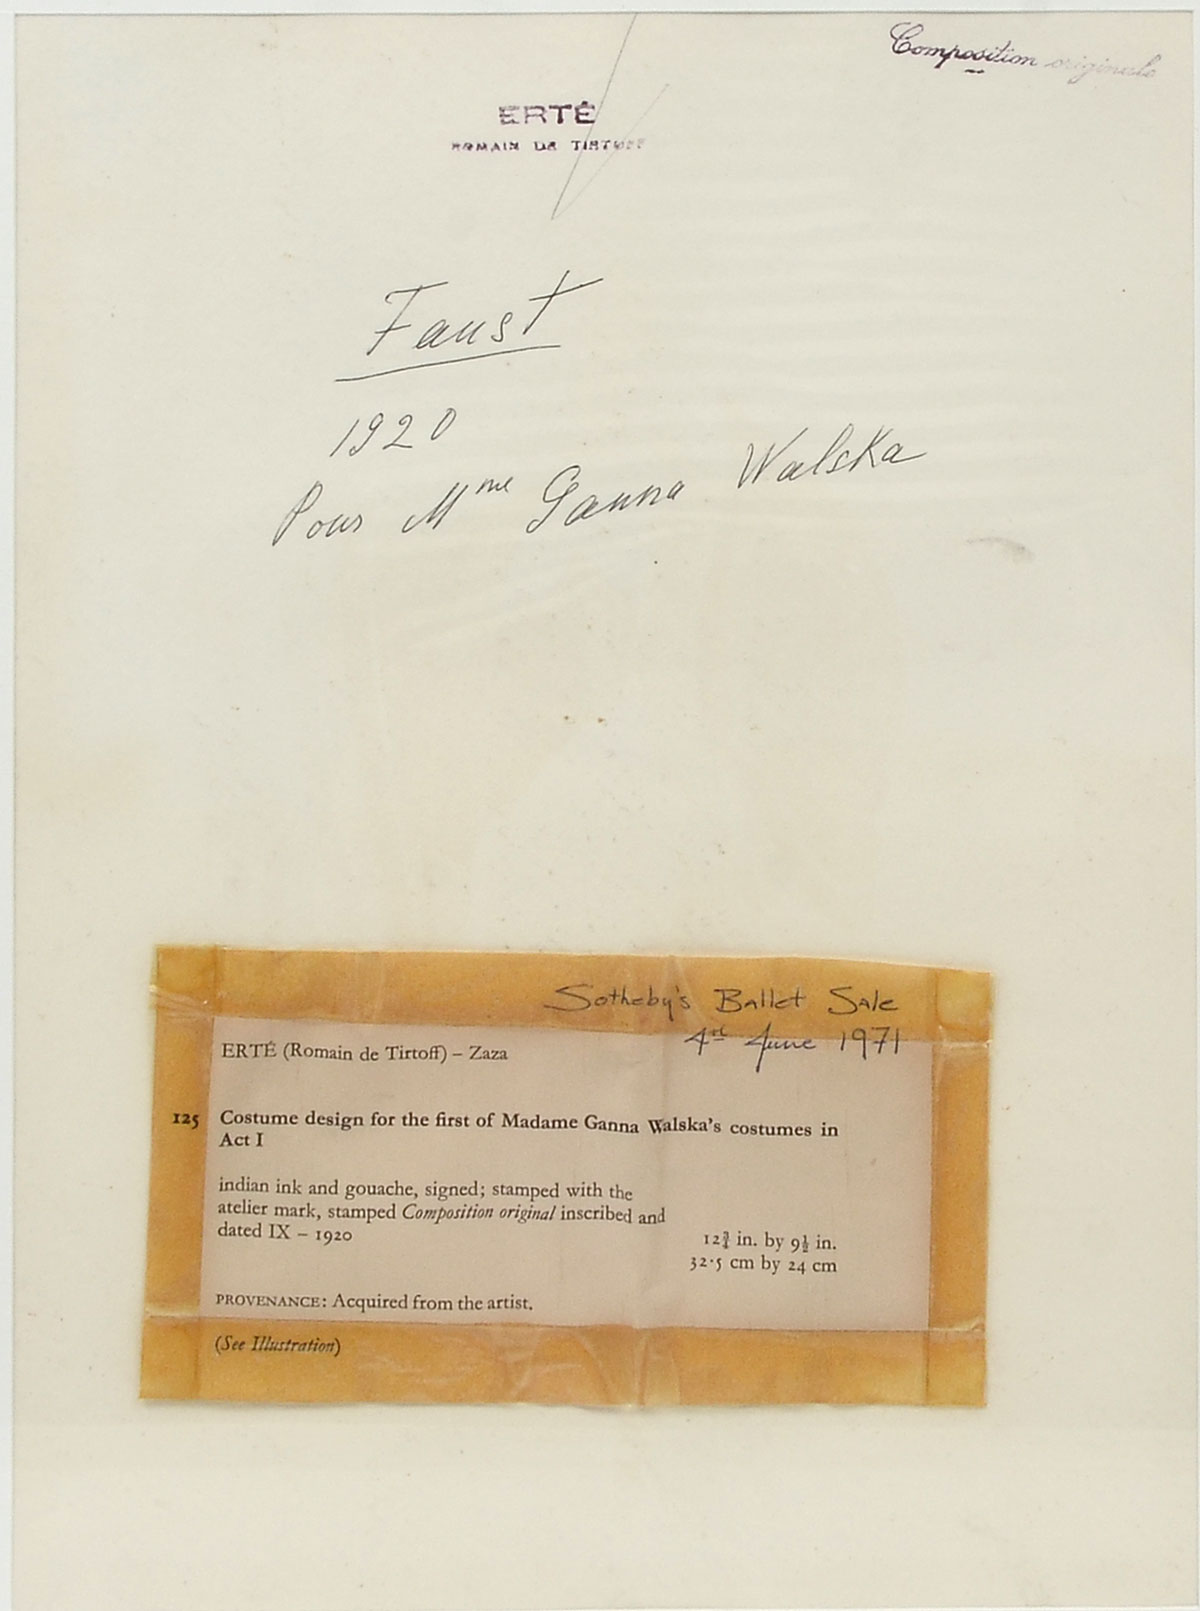 Composition originale
ERTÉ
ROMAIN DE TIRTOFF
Faust
1920
Pour Mme Ganna Walska
Sotheby's Ballet Sale
4rd June 1971
ERTÉ (Romain de Tirtoff) – Zaza
125 Costume design for the first of Madame Ganna Walska's costumes in
Act I
indian ink and gouache, signed; stamped with the
atelier mark, stamped Composition original inscribed and
dated IX – 1920
12¾ in. by 9½ in.
32·5 cm by 24 cm
PROVENANCE: Acquired from the artist.
(See Illustration)